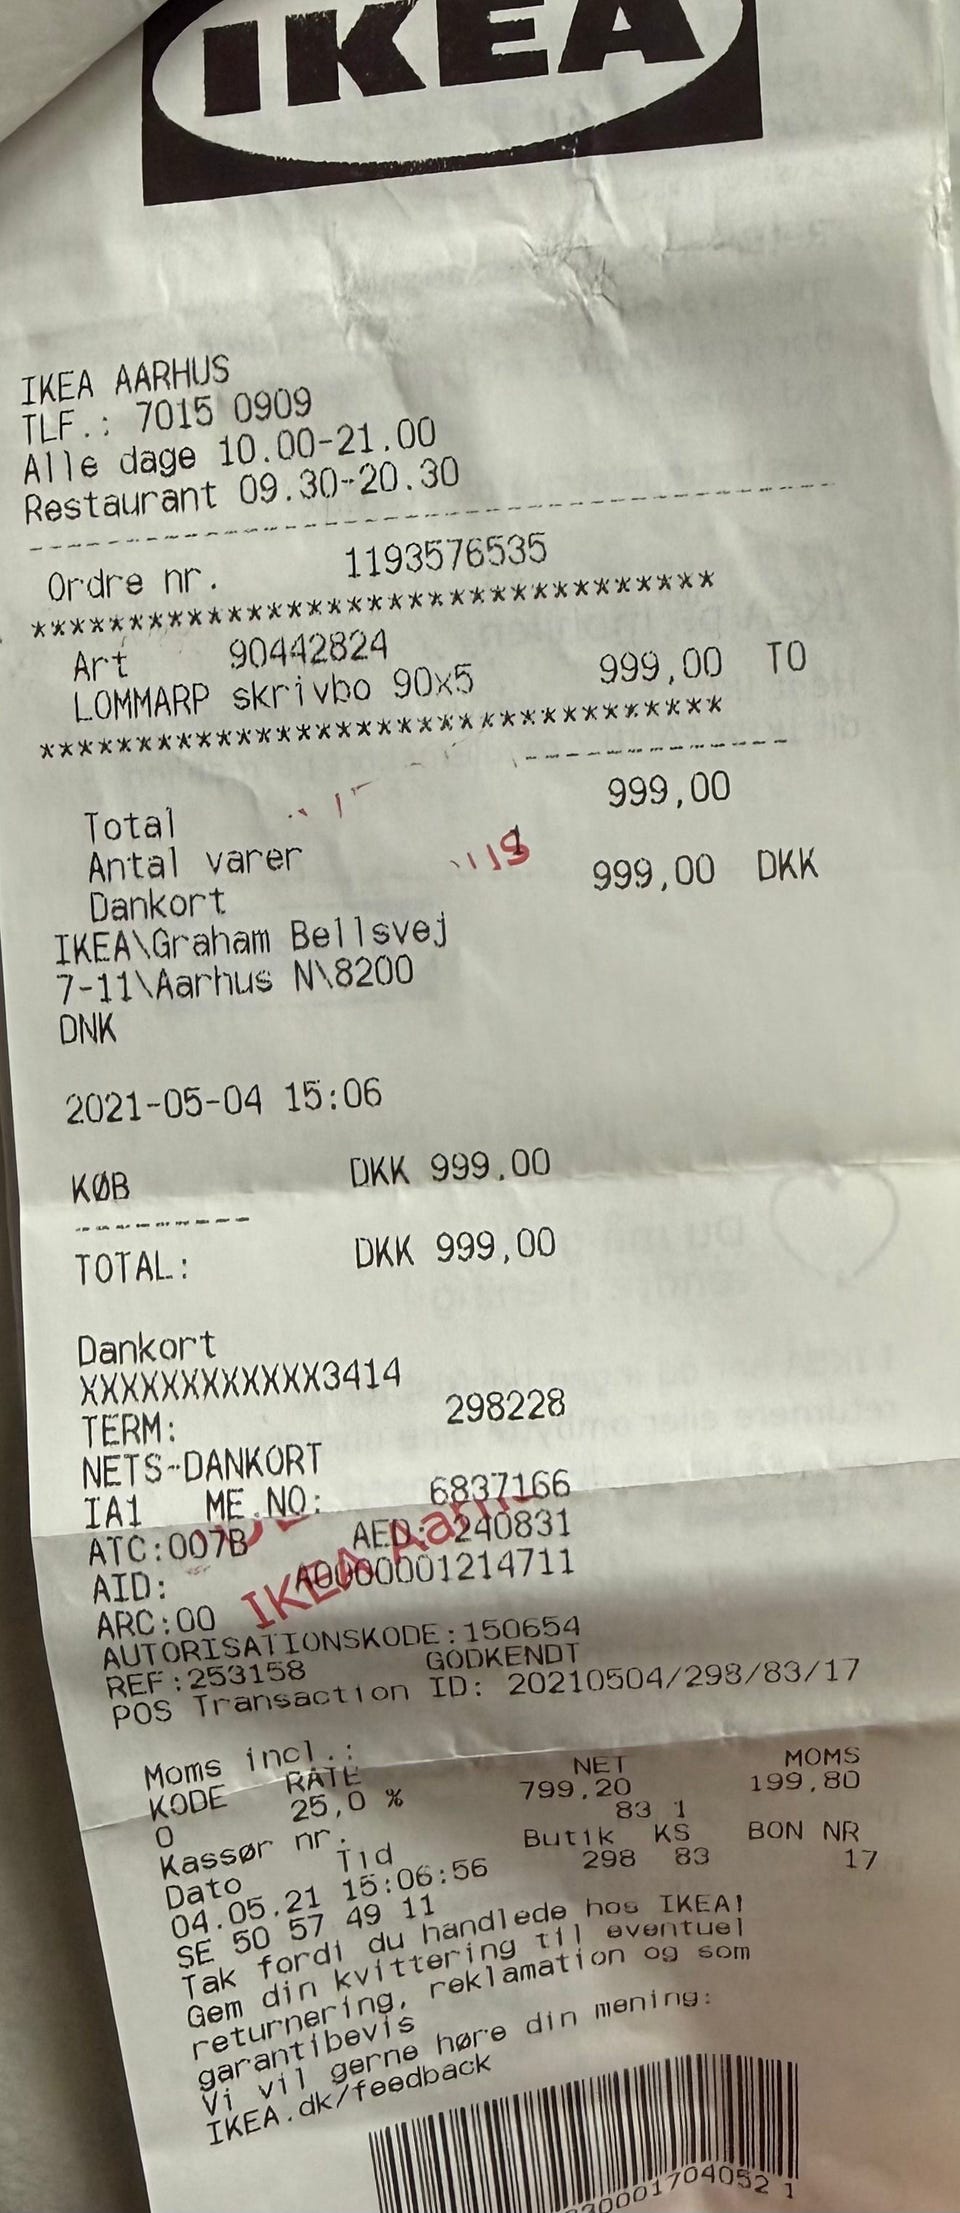 IKEA
IKEA AARHUS
TLF.: 7015 0909
Alle dage 10.00-21.00
Restaurant 09.30-20.30
Ordre nr. 1193576535
*******************************
Art 90442824
LOMMARP skrivbo 90x5 999,00 TO
*******************************
Total 999,00
Antal varer 1
Dankort 999,00 DKK
IKEA\Graham Bellsvej
7-11\Aarhus N\8200
DNK
2021-05-04 15:06
KØB DKK 999,00
TOTAL: DKK 999,00
Dankort
XXXXXXXXXXXX3414
TERM: 298228
NETS-DANKORT
IA1 ME.NO: 6837166
ATC:007B AED: 240831
AID: A0000001214711
ARC:00
IKEA Aarhus
AUTORISATIONSKODE:150654
REF:253158 GODKENDT
POS Transaction ID: 20210504/298/83/17
Moms incl.:
KODE RATE NET MOMS
0 25,0 % 799,20 199,80
Kassør nr. 83 1
Dato Tid Butik KS BON NR
04.05.21 15:06:56 298 83 17
SE 50 57 49 11
Tak fordi du handlede hos IKEA!
Gem din kvittering til eventuel
returnering, reklamation og som
garantibevis
Vi vil gerne høre din mening:
IKEA.dk/feedback